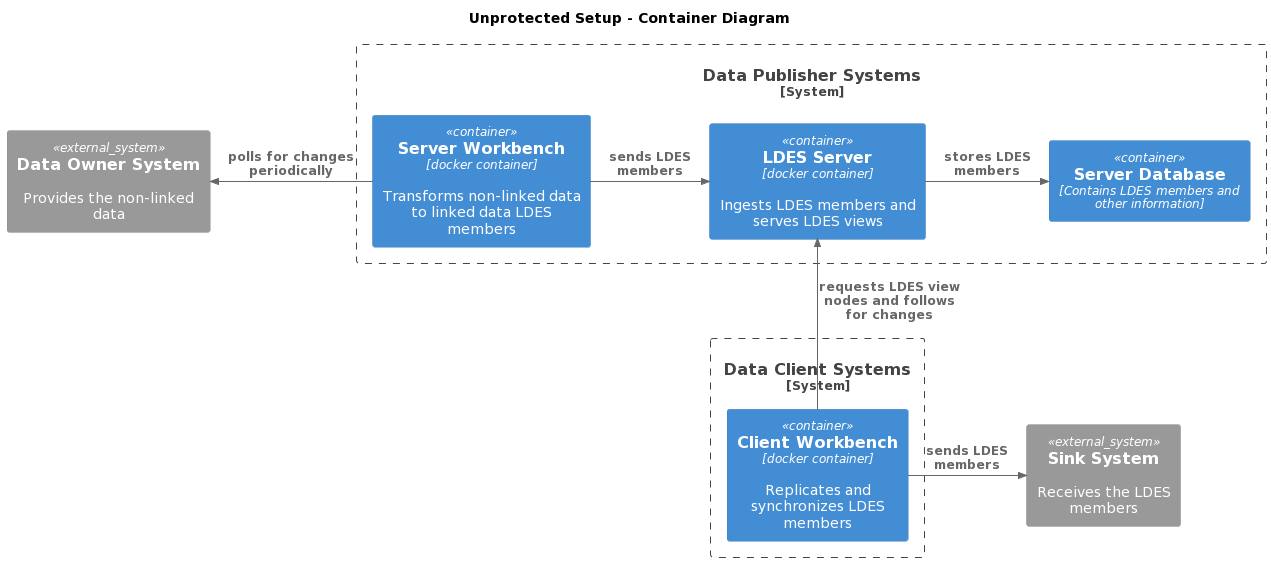 Unprotected Setup - Container Diagram
Data Publisher Systems
[System]
«external_system»
Data Owner System
Provides the non-linked
data
polls for changes
periodically
«container»
Server Workbench
[docker container]
Transforms non-linked data
to linked data LDES
members
sends LDES
members
«container»
LDES Server
[docker container]
Ingests LDES members and
serves LDES views
stores LDES
members
«container»
Server Database
[Contains LDES members and
other information]
requests LDES view
nodes and follows
for changes
Data Client Systems
[System]
«container»
Client Workbench
[docker container]
Replicates and
synchronizes LDES
members
sends LDES
members
«external_system»
Sink System
Receives the LDES
members